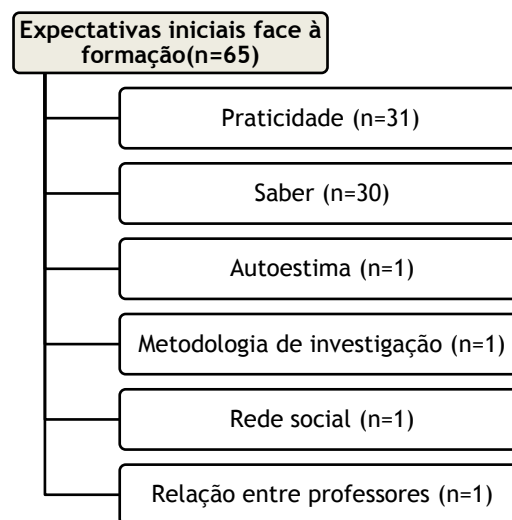 Expectativas iniciais face à
formação(n=65)
Praticidade (n=31)
Saber (n=30)
Autoestima (n=1)
Metodologia de investigação (n=1)
Rede social (n=1)
Relação entre professores (n=1)